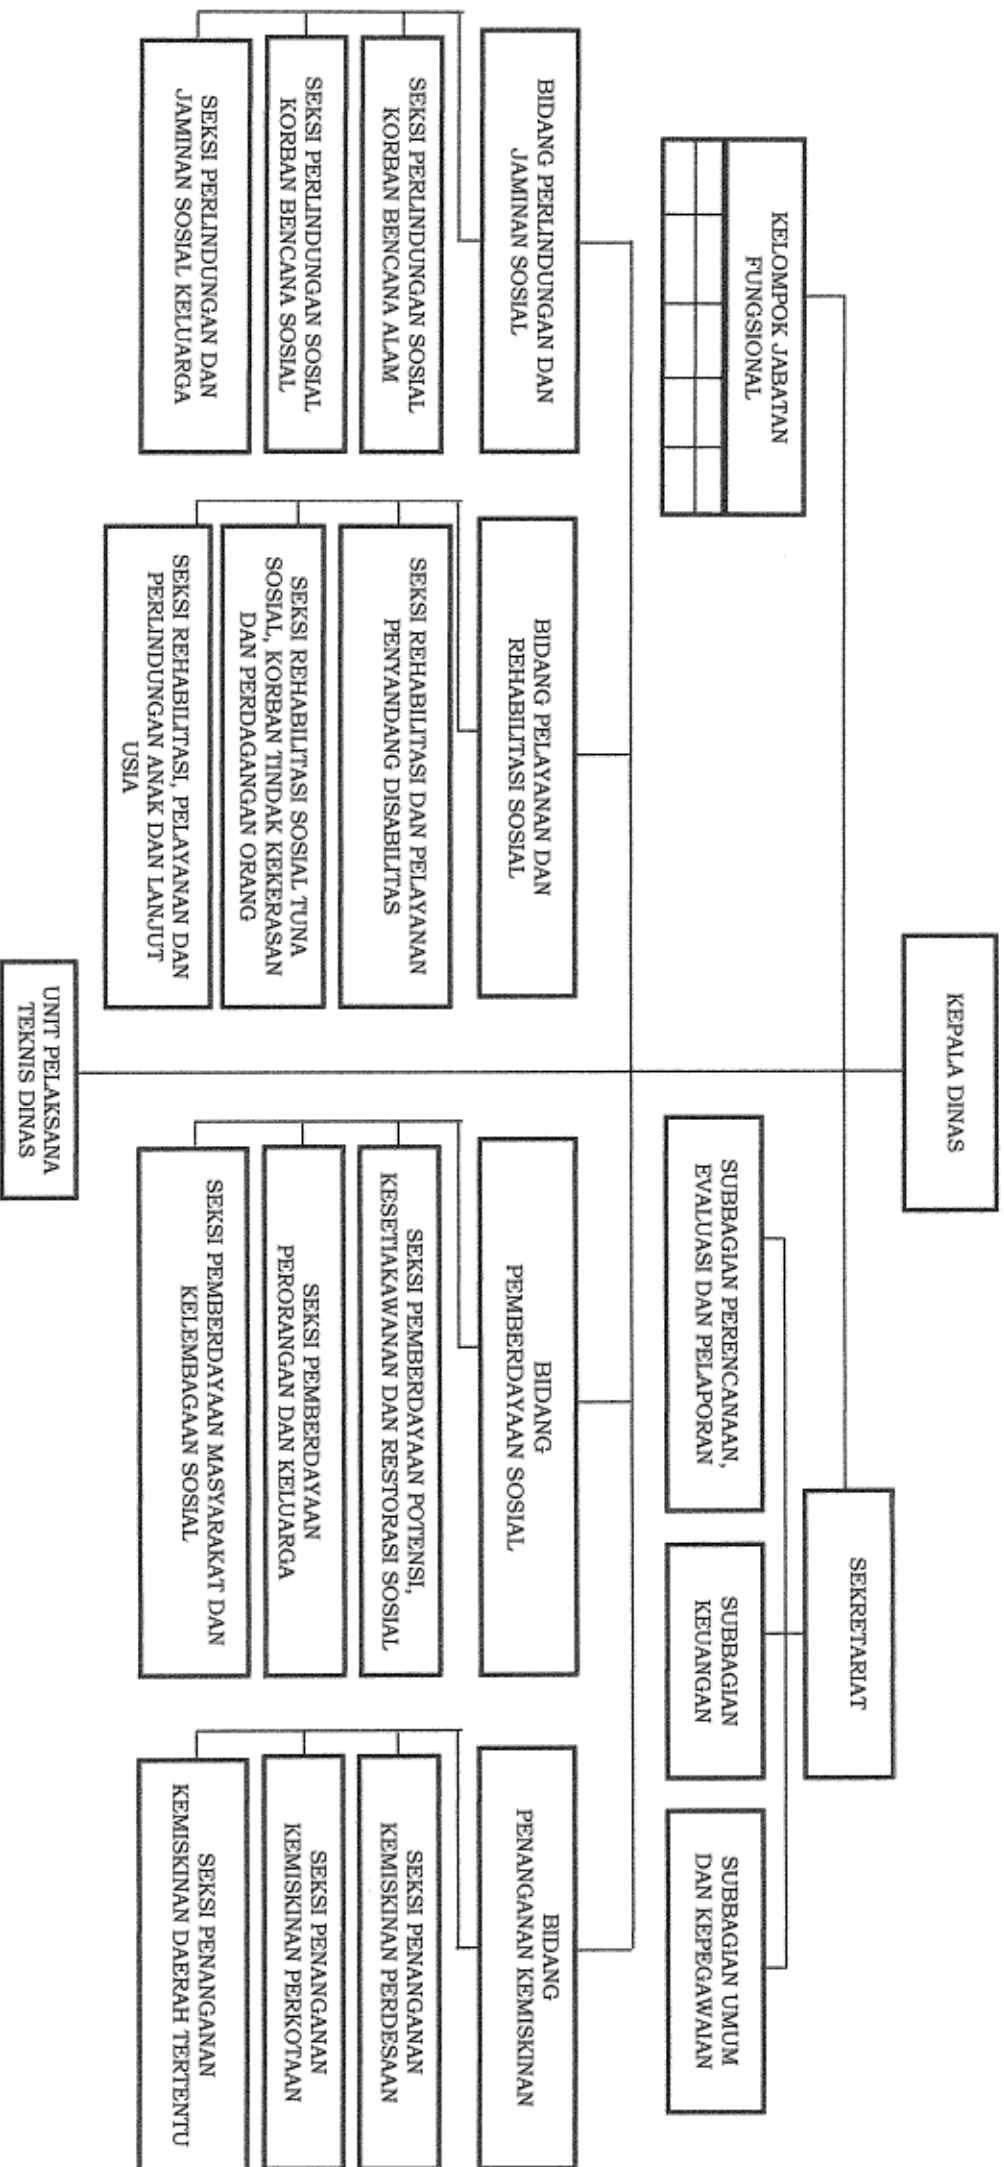 KEPALA DINAS
SEKRETARIAT
KELOMPOK JABATAN
FUNGSIONAL
SUBBAGIAN PERENCANAAN,
EVALUASI DAN PELAPORAN
SUBBAGIAN
KEUANGAN
SUBBAGIAN UMUM
DAN KEPEGAWAIAN
BIDANG PERLINDUNGAN DAN
JAMINAN SOSIAL
SEKSI PERLINDUNGAN SOSIAL
KORBAN BENCANA ALAM
SEKSI PERLINDUNGAN SOSIAL
KORBAN BENCANA SOSIAL
SEKSI PERLINDUNGAN DAN
JAMINAN SOSIAL KELUARGA
BIDANG PELAYANAN DAN
REHABILITASI SOSIAL
SEKSI REHABILITASI DAN PELAYANAN
PENYANDANG DISABILITAS
SEKSI REHABILITASI SOSIAL TUNA
SOSIAL, KORBAN TINDAK KEKERASAN
DAN PERDAGANGAN ORANG
SEKSI REHABILITASI, PELAYANAN DAN
PERLINDUNGAN ANAK DAN LANJUT
USIA
BIDANG
PEMBERDAYAAN SOSIAL
SEKSI PEMBERDAYAAN POTENSI,
KESETIAKAWANAN DAN RESTORASI SOSIAL
SEKSI PEMBERDAYAAN
PERORANGAN DAN KELUARGA
SEKSI PEMBERDAYAAN MASYARAKAT DAN
KELEMBAGAAN SOSIAL
BIDANG
PENANGANAN KEMISKINAN
SEKSI PENANGANAN
KEMISKINAN PERDESAAN
SEKSI PENANGANAN
KEMISKINAN PERKOTAAN
SEKSI PENANGANAN
KEMISKINAN DAERAH TERTENTU
UNIT PELAKSANA
TEKNIS DINAS